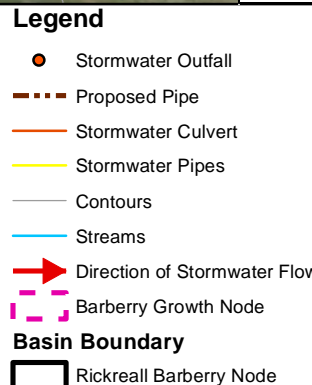 Legend
Stormwater Outfall
Proposed Pipe
Stormwater Culvert
Stormwater Pipes
Contours
Streams
Direction of Stormwater Flow
Barberry Growth Node
Basin Boundary
Rickreall Barberry Node